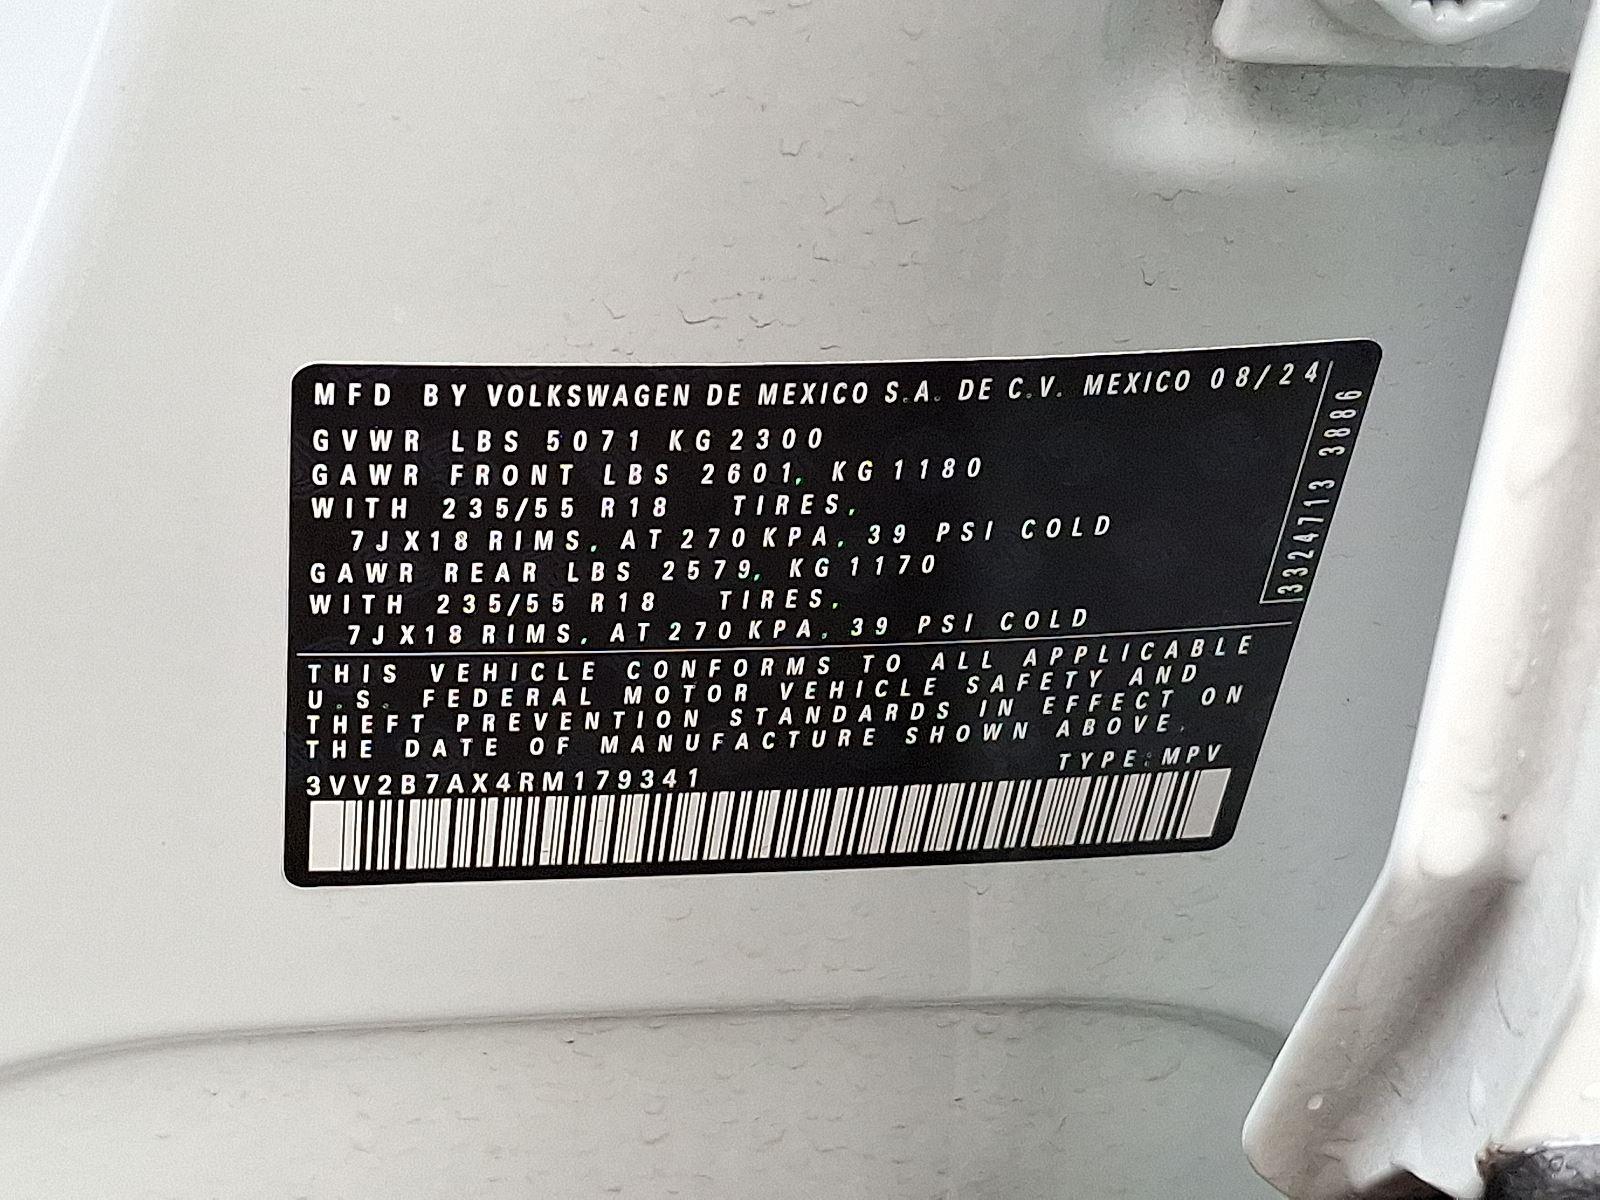 MFD BY VOLKSWAGEN DE MEXICO S.A. DE C.V. MEXICO 08/24
GVWR LBS 5071 KG 2300
GAWR FRONT LBS 2601, KG 1180
WITH 235/55 R18 TIRES,
7JX18 RIMS, AT 270 KPA, 39 PSI COLD
GAWR REAR LBS 2579, KG 1170
WITH 235/55 R18 TIRES,
7JX18 RIMS, AT 270 KPA, 39 PSI COLD
3324713 3886
THIS VEHICLE CONFORMS TO ALL APPLICABLE
U.S. FEDERAL MOTOR VEHICLE SAFETY AND
THEFT PREVENTION STANDARDS IN EFFECT ON
THE DATE OF MANUFACTURE SHOWN ABOVE.
TYPE: MPV
3VV2B7AX4RM179341